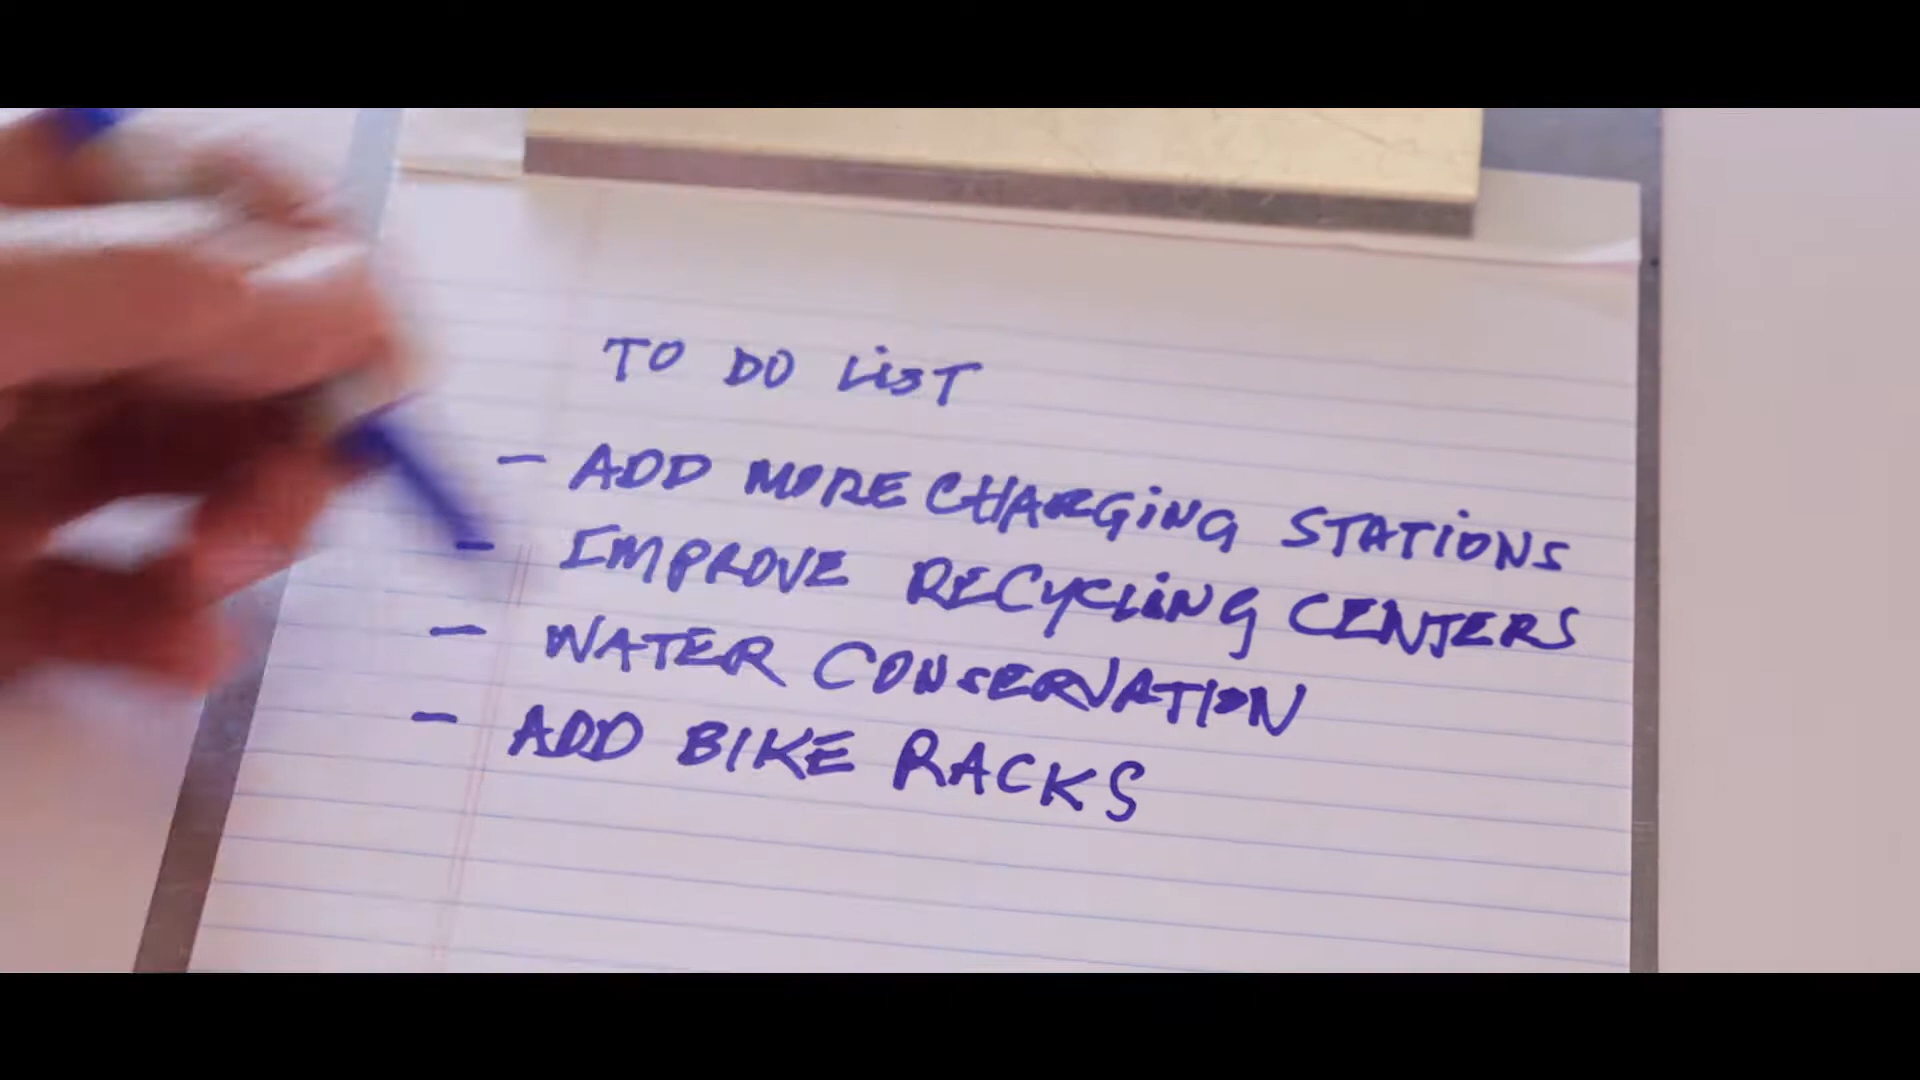 TO DO LiST
- ADD MORE CHARGiNG STATiONS
- IMPROVE RECYCLiNG CENTERS
- WATER CONSERVATION
- ADD BIKE RACKS